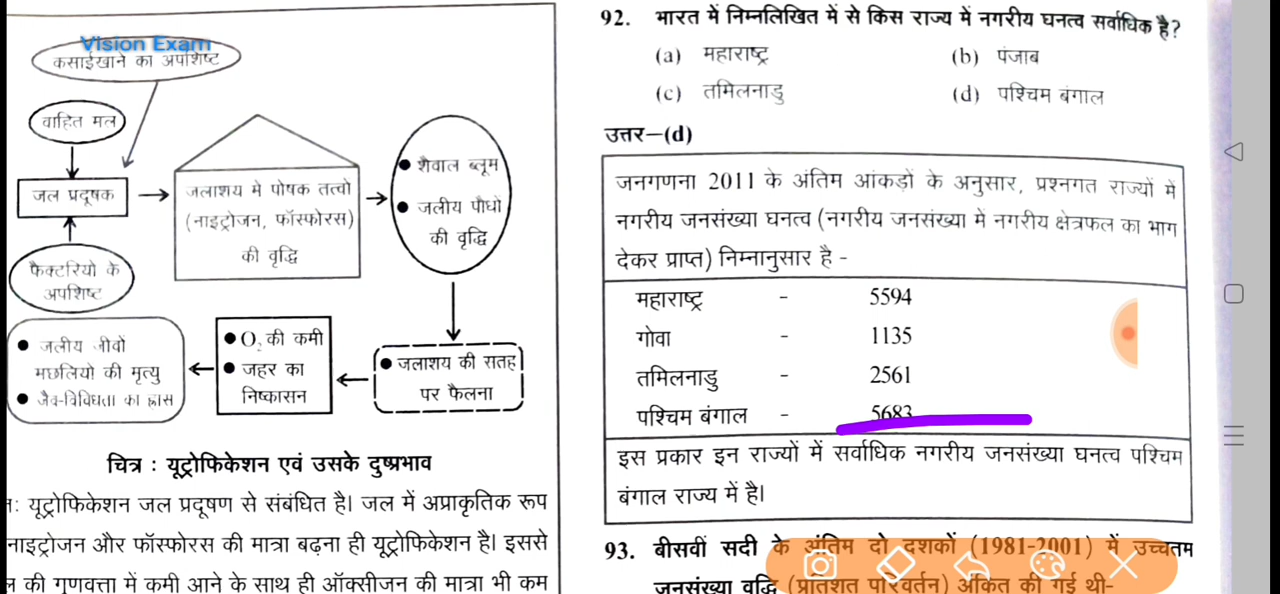 Vision Exam
कसाईखाने का अपशिष्ट
वाहित मल
जल प्रदूषक
फैक्टरियो के
अपशिष्ट
जलाशय मे पोषक तत्वो
(नाइट्रोजन, फॉस्फोरस)
की वृद्धि
● शैवाल ब्लूम
● जलीय पौधों
की वृद्धि
● जलाशय की सतह
पर फैलना
● O₂ की कमी
● जहर का
निष्कासन
● जलीय जीवों
मछलियो की मृत्यु
● जैव-विविधता का ह्रास
चित्र : यूट्रोफिकेशन एवं उसके दुष्प्रभाव
यूट्रोफिकेशन जल प्रदूषण से संबंधित है। जल में अप्राकृतिक रूप
नाइट्रोजन और फॉस्फोरस की मात्रा बढ़ना ही यूट्रोफिकेशन है। इससे
की गुणवत्ता में कमी आने के साथ ही ऑक्सीजन की मात्रा भी कम
92. भारत में निम्नलिखित में से किस राज्य में नगरीय घनत्व सर्वाधिक है?
(a) महाराष्ट्र (b) पंजाब
(c) तमिलनाडु (d) पश्चिम बंगाल
उत्तर–(d)
जनगणना 2011 के अंतिम आंकड़ों के अनुसार, प्रश्नगत राज्यों में
नगरीय जनसंख्या घनत्व (नगरीय जनसंख्या में नगरीय क्षेत्रफल का भाग
देकर प्राप्त) निम्नानुसार है -
महाराष्ट्र - 5594
गोवा - 1135
तमिलनाडु - 2561
पश्चिम बंगाल - 5683
इस प्रकार इन राज्यों में सर्वाधिक नगरीय जनसंख्या घनत्व पश्चिम
बंगाल राज्य में है।
93. बीसवीं सदी के अंतिम दो दशकों (1981-2001) में उच्चतम
जनसंख्या वृद्धि (प्रतिशत परिवर्तन) अंकित की गई थी-